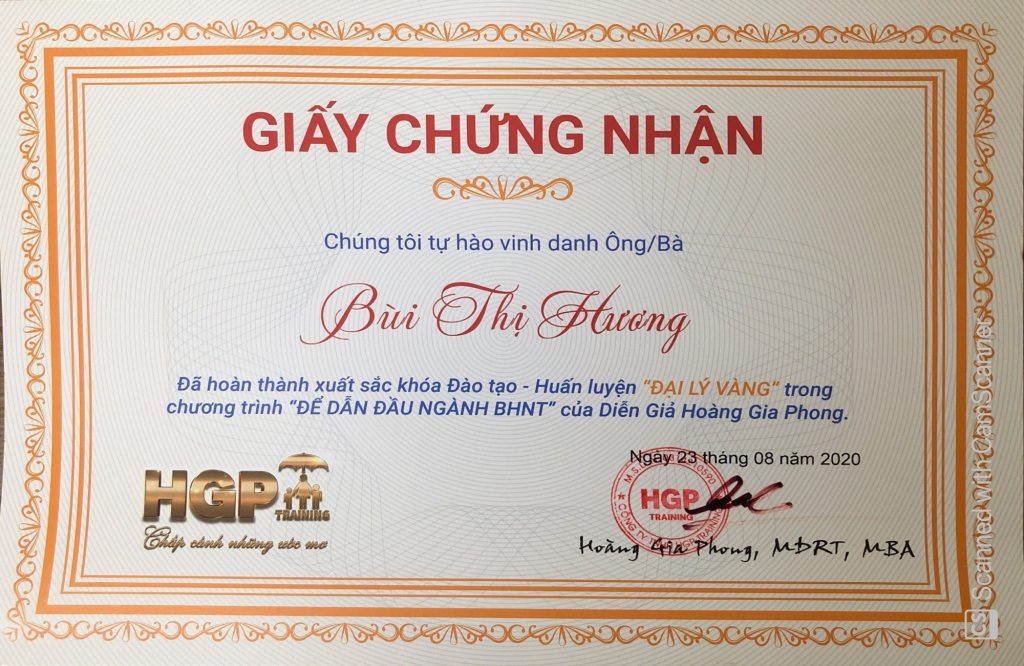 GIẤY CHỨNG NHẬN
Chúng tôi tự hào vinh danh Ông/Bà
Bùi Thị Hương
Đã hoàn thành xuất sắc khóa Đào tạo - Huấn luyện “ĐẠI LÝ VÀNG” trong
chương trình “ĐỂ DẪN ĐẦU NGÀNH BHNT” của Diễn Giả Hoàng Gia Phong.
Ngày 23 tháng 08 năm 2020
HGP
TRAINING
Chắp cánh những ước mơ
HGP
TRAINING
CÔNG TY
Hoàng Gia Phong, MDRT, MBA
CS Scanned with CamScanner